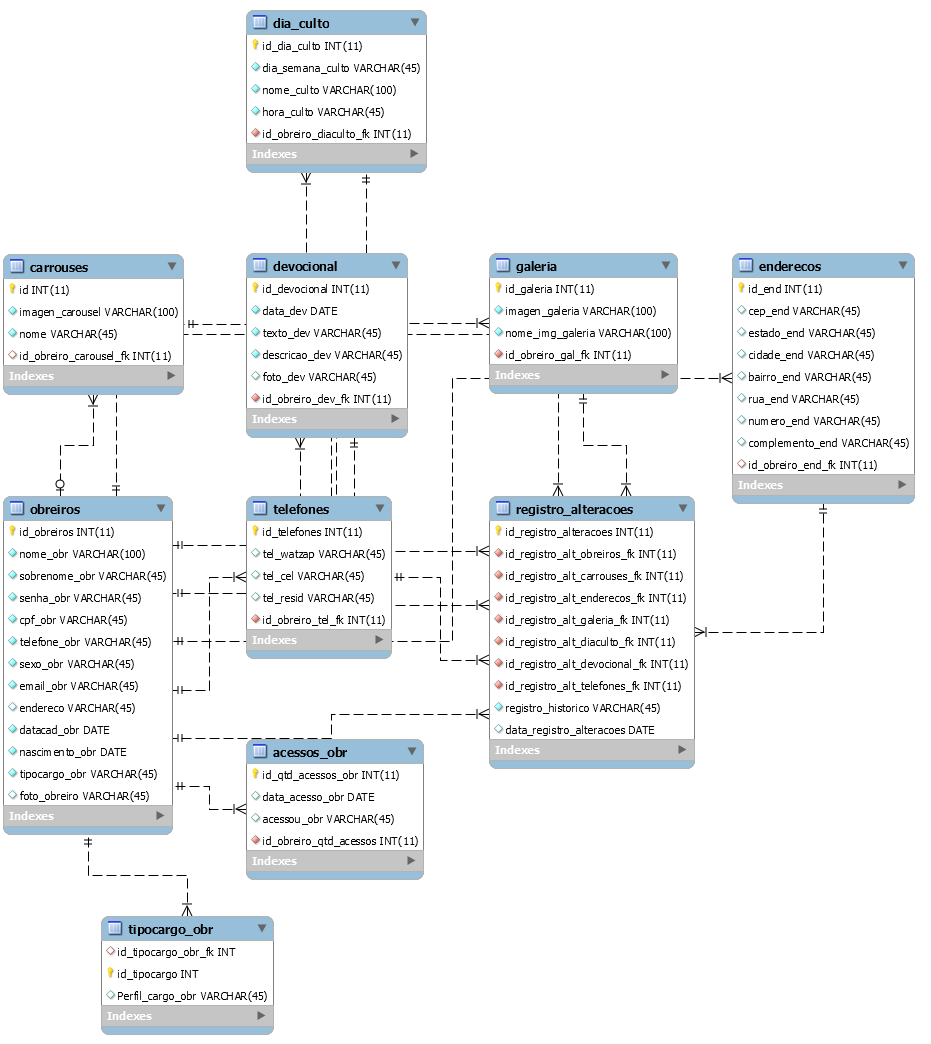 dia_culto
id_dia_culto INT(11)
dia_semana_culto VARCHAR(45)
nome_culto VARCHAR(100)
hora_culto VARCHAR(45)
id_obreiro_diaculto_fk INT(11)
Indexes
carrouses
id INT(11)
imagen_carousel VARCHAR(100)
nome VARCHAR(45)
id_obreiro_carousel_fk INT(11)
Indexes
devocional
id_devocional INT(11)
data_dev DATE
texto_dev VARCHAR(45)
descricao_dev VARCHAR(45)
foto_dev VARCHAR(45)
id_obreiro_dev_fk INT(11)
Indexes
galeria
id_galeria INT(11)
imagen_galeria VARCHAR(100)
nome_img_galeria VARCHAR(100)
id_obreiro_gal_fk INT(11)
Indexes
enderecos
id_end INT(11)
cep_end VARCHAR(45)
estado_end VARCHAR(45)
cidade_end VARCHAR(45)
bairro_end VARCHAR(45)
rua_end VARCHAR(45)
numero_end VARCHAR(45)
complemento_end VARCHAR(45)
id_obreiro_end_fk INT(11)
Indexes
obreiros
id_obreiros INT(11)
nome_obr VARCHAR(100)
sobrenome_obr VARCHAR(45)
senha_obr VARCHAR(45)
cpf_obr VARCHAR(45)
telefone_obr VARCHAR(45)
sexo_obr VARCHAR(45)
email_obr VARCHAR(45)
endereco VARCHAR(45)
datacad_obr DATE
nascimento_obr DATE
tipocargo_obr VARCHAR(45)
foto_obreiro VARCHAR(45)
Indexes
telefones
id_telefones INT(11)
tel_watzap VARCHAR(45)
tel_cel VARCHAR(45)
tel_resid VARCHAR(45)
id_obreiro_tel_fk INT(11)
Indexes
registro_alteracoes
id_registro_alteracoes INT(11)
id_registro_alt_obreiros_fk INT(11)
id_registro_alt_carrouses_fk INT(11)
id_registro_alt_enderecos_fk INT(11)
id_registro_alt_galeria_fk INT(11)
id_registro_alt_diaculto_fk INT(11)
id_registro_alt_devocional_fk INT(11)
id_registro_alt_telefones_fk INT(11)
registro_historico VARCHAR(45)
data_registro_alteracoes DATE
Indexes
acessos_obr
id_qtd_acessos_obr INT(11)
data_acesso_obr DATE
acessou_obr VARCHAR(45)
id_obreiro_qtd_acessos INT(11)
Indexes
tipocargo_obr
id_tipocargo_obr_fk INT
id_tipocargo INT
Perfil_cargo_obr VARCHAR(45)
Indexes